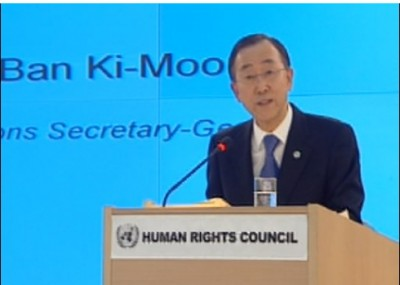 Ban Ki-Moo
ons Secretary-Ge
HUMAN RIGHTS COUNCIL